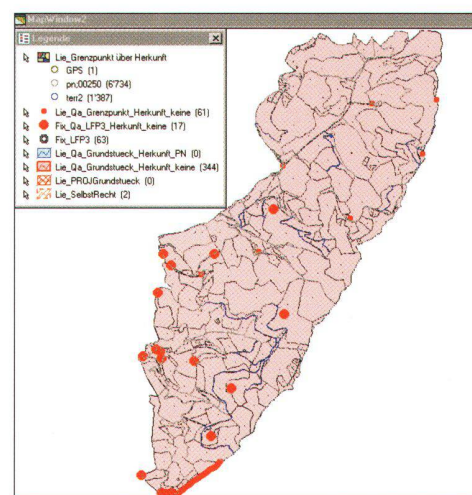 MapWindow2
Legende
Lie_Grenzpunkt über Herkunft
GPS (1)
pn;00250 (6'734)
terr2 (1'387)
Lie_Qa_Grenzpunkt_Herkunft_keine (61)
Fix_Qa_LFP3_Herkunft_keine (17)
Fix_LFP3 (63)
Lie_Qa_Grundstueck_Herkunft_PN (0)
Lie_Qa_Grundstueck_Herkunft_keine (344)
Lie_PROJGrundstueck (0)
Lie_SelbstRecht (2)